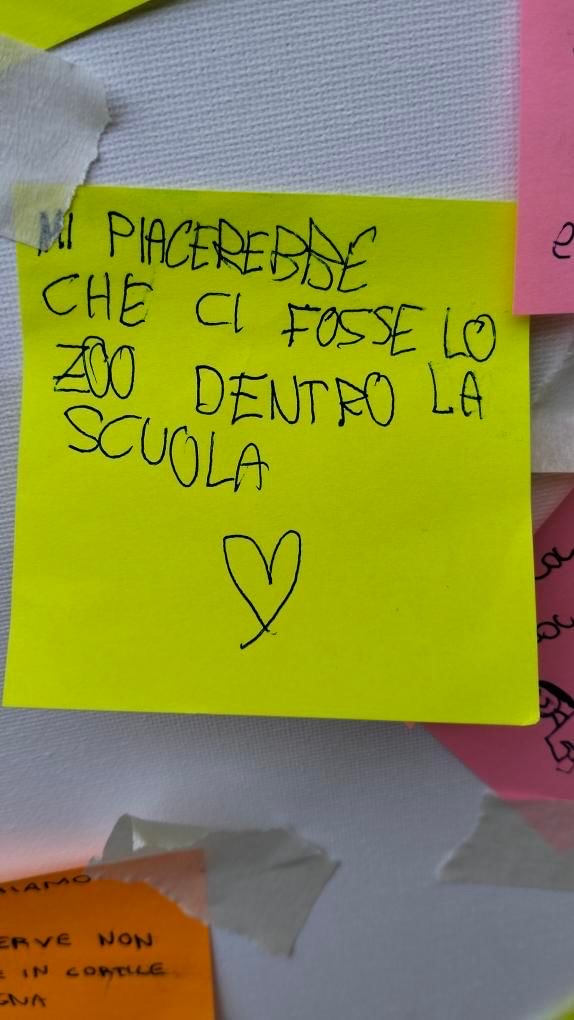 MI PIACEREBBE
CHE CI FOSSE LO
ZOO DENTRO LA
SCUOLA
NON
IN CORTILE